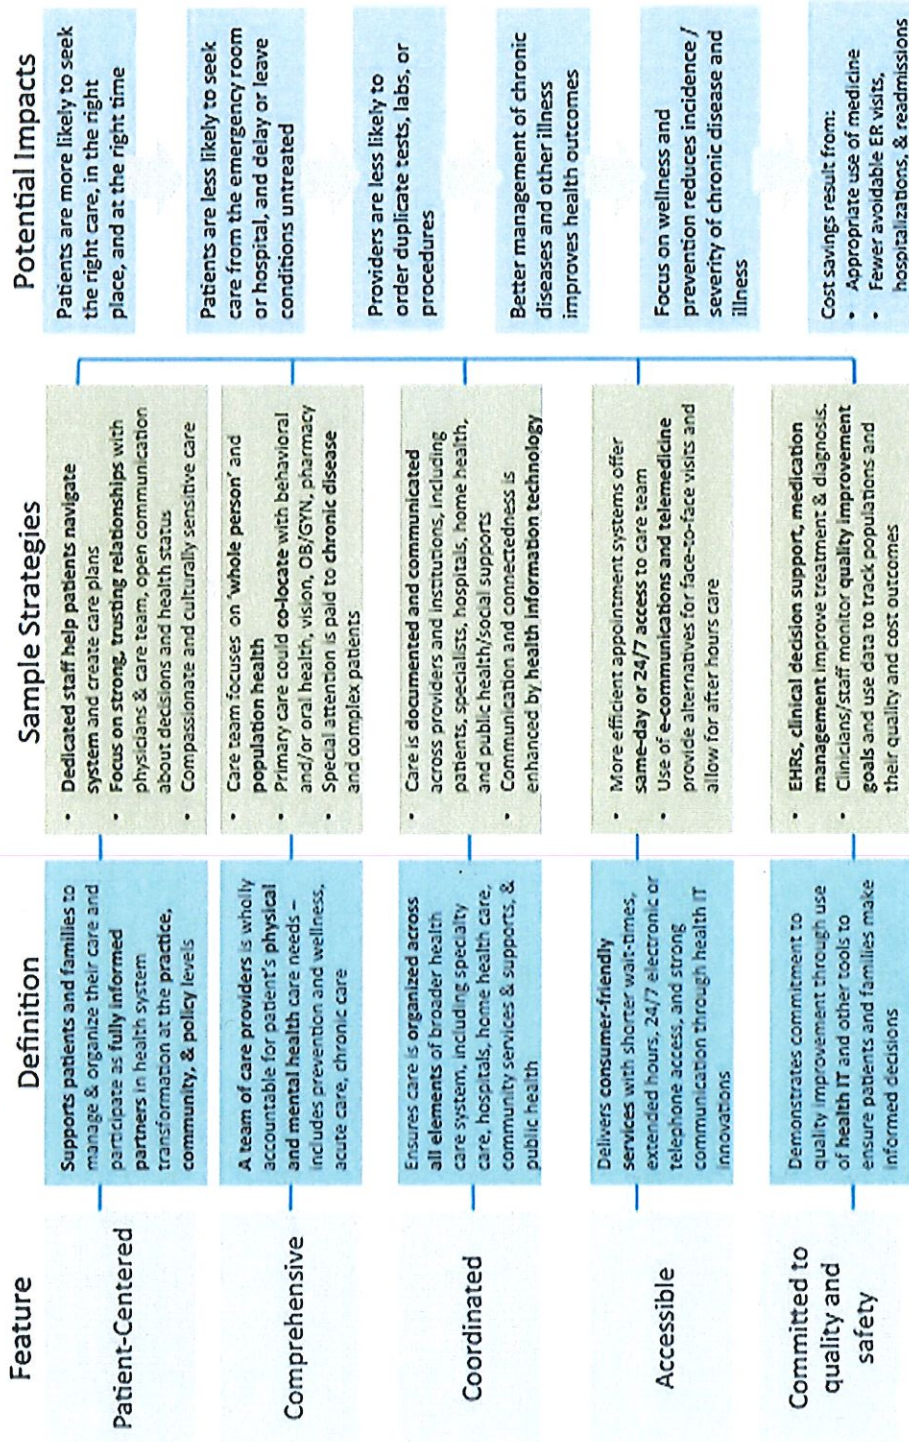 Feature
Definition
Sample Strategies
Potential Impacts
Patient-Centered
Supports patients and families to
manage & organize their care and
participate as fully informed
partners in health system
transformation at the practice,
community, & policy levels
• Dedicated staff help patients navigate
system and create care plans
• Focus on strong, trusting relationships with
physicians & care team, open communication
about decisions and health status
• Compassionate and culturally sensitive care
Comprehensive
A team of care providers is wholly
accountable for patient's physical
and mental health care needs –
includes prevention and wellness,
acute care, chronic care
• Care team focuses on 'whole person' and
population health
• Primary care could co-locate with behavioral
and/or oral health, vision, OB/GYN, pharmacy
• Special attention is paid to chronic disease
and complex patients
Coordinated
Ensures care is organized across
all elements of broader health
care system, including specialty
care, hospitals, home health care,
community services & supports, &
public health
• Care is documented and communicated
across providers and institutions, including
patients, specialists, hospitals, home health,
and public health/social supports
• Communication and connectedness is
enhanced by health information technology
Accessible
Delivers consumer-friendly
services with shorter wait-times,
extended hours, 24/7 electronic or
telephone access, and strong
communication through health IT
innovations
• More efficient appointment systems offer
same-day or 24/7 access to care team
• Use of e-communications and telemedicine
provide alternatives for face-to-face visits and
allow for after hours care
Committed to
quality and
safety
Demonstrates commitment to
quality improvement through use
of health IT and other tools to
ensure patients and families make
informed decisions
• EHRs, clinical decision support, medication
management improve treatment & diagnosis.
• Clinicians/staff monitor quality improvement
goals and use data to track populations and
their quality and cost outcomes
Patients are more likely to seek
the right care, in the right
place, and at the right time
Patients are less likely to seek
care from the emergency room
or hospital, and delay or leave
conditions untreated
Providers are less likely to
order duplicate tests, labs, or
procedures
Better management of chronic
diseases and other illness
improves health outcomes
Focus on wellness and
prevention reduces incidence /
severity of chronic disease and
illness
Cost savings result from:
• Appropriate use of medicine
• Fewer avoidable ER visits,
hospitalizations, & readmissions